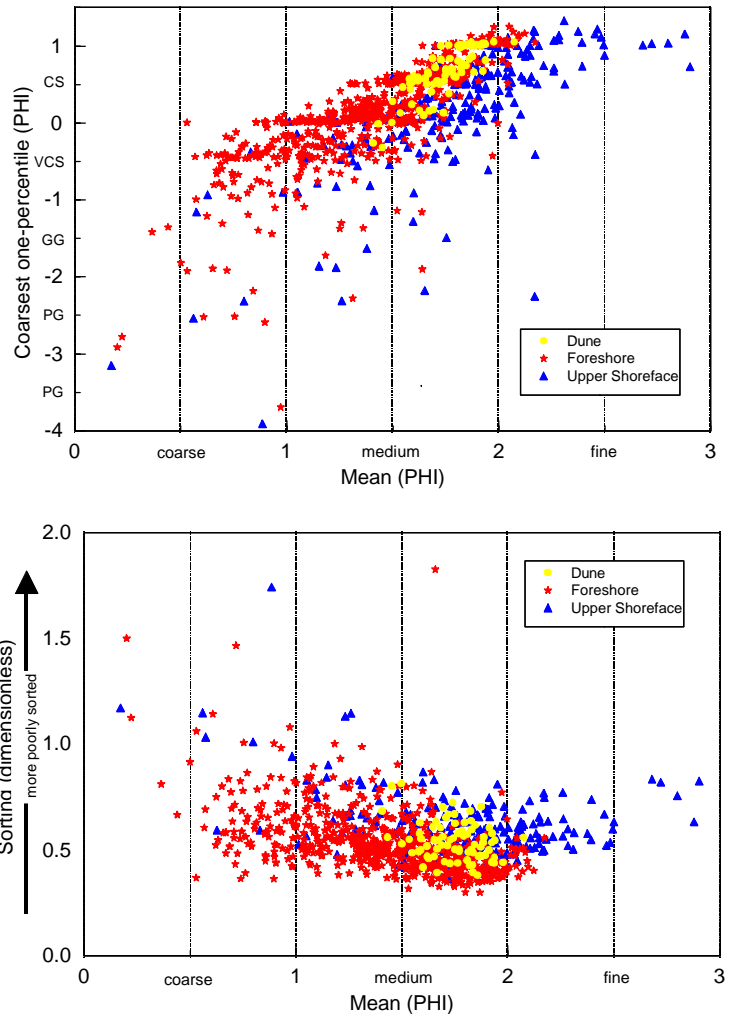 Coarsest one-percentile (PHI)
1
CS
0
VCS
-1
GG
-2
PG
-3
PG
-4
Dune
Foreshore
Upper Shoreface
0 coarse 1 medium 2 fine 3
Mean (PHI)
Sorting (dimensionless)
more poorly sorted
2.0
1.5
1.0
0.5
0.0
Dune
Foreshore
Upper Shoreface
0 coarse 1 medium 2 fine 3
Mean (PHI)